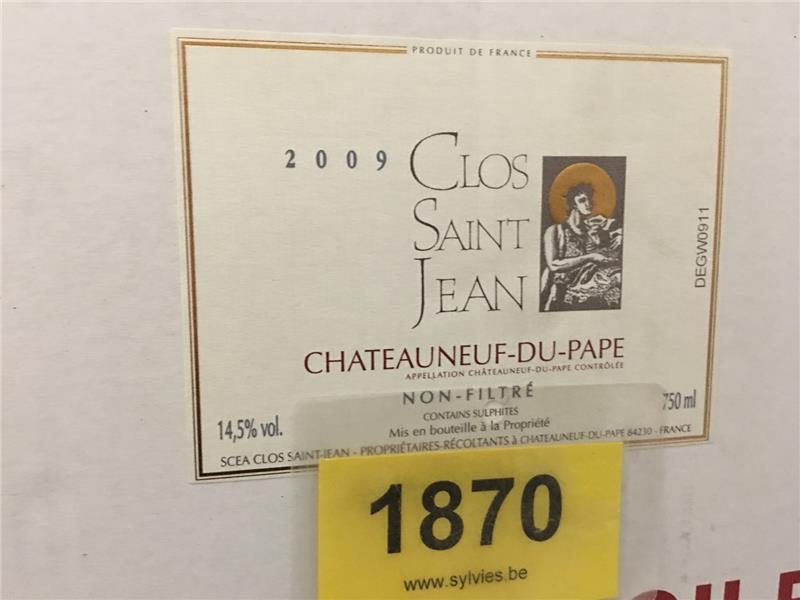 PRODUIT DE FRANCE
2009 CLOS
SAINT
JEAN
DEGW0911
CHATEAUNEUF-DU-PAPE
APPELLATION CHÂTEAUNEUF-DU-PAPE CONTRÔLÉE
NON-FILTRÉ
CONTAINS SULPHITES
14,5% vol. Mis en bouteille à la Propriété 750 ml
SCEA CLOS SAINT-JEAN - PROPRIÉTAIRES-RÉCOLTANTS à CHATEAUNEUF-DU-PAPE 84230 - FRANCE
1870
www.sylvies.be